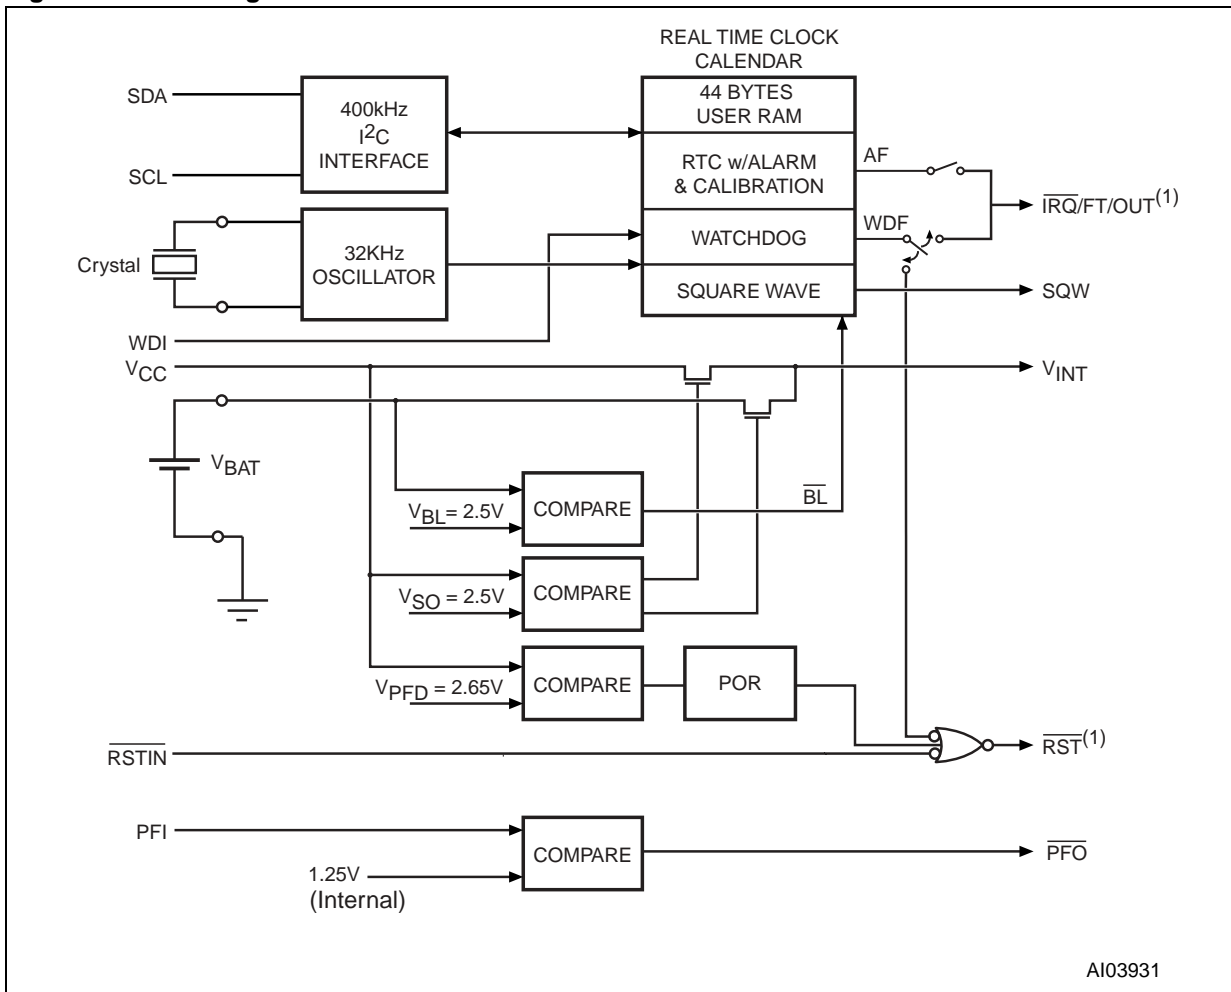 REAL TIME CLOCK
CALENDAR
SDA
400kHz
I2C
INTERFACE
SCL
44 BYTES
USER RAM
RTC w/ALARM
& CALIBRATION
AF
IRQ/FT/OUT(1)
WATCHDOG
WDF
Crystal
32KHz
OSCILLATOR
SQUARE WAVE
SQW
WDI
VCC
VINT
VBAT
VBL= 2.5V
COMPARE
BL
VSO = 2.5V
COMPARE
VPFD = 2.65V
COMPARE
POR
RSTIN
RST(1)
PFI
1.25V
(Internal)
COMPARE
PFO
AI03931